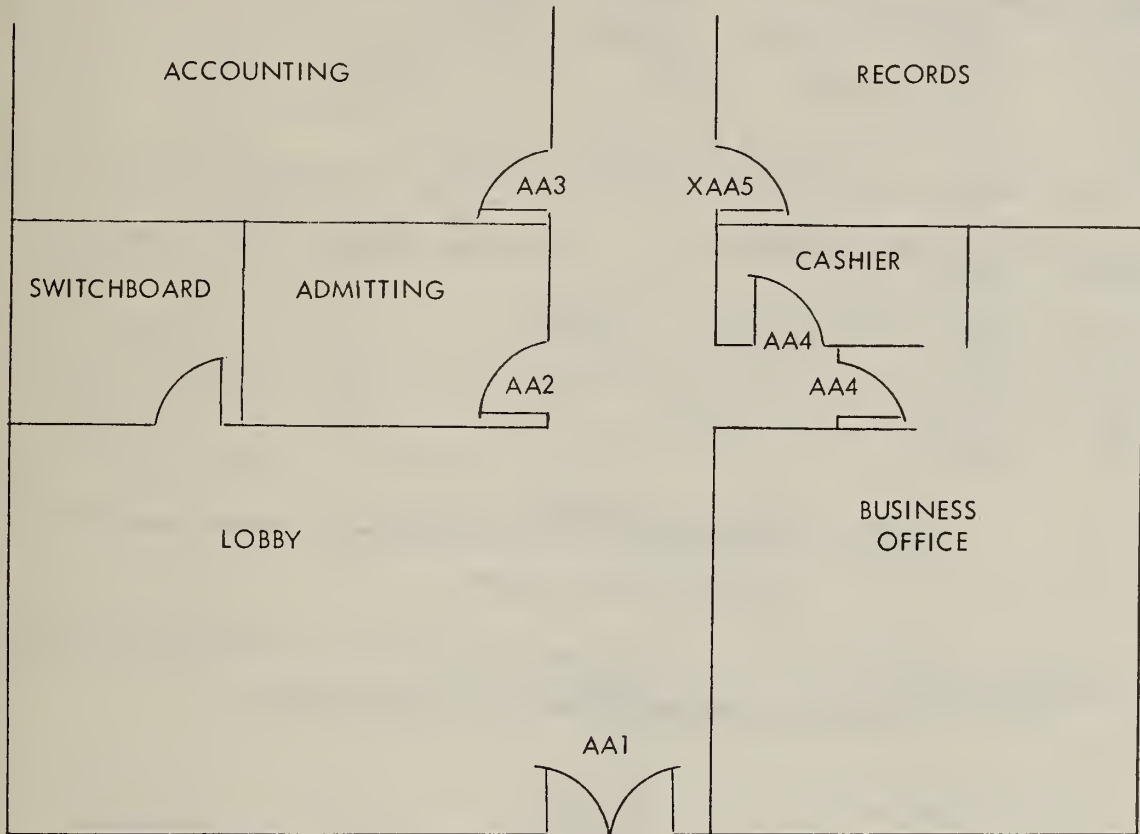 ACCOUNTING
RECORDS
AA3
XAA5
SWITCHBOARD
ADMITTING
CASHIER
AA4
AA2
AA4
LOBBY
BUSINESS
OFFICE
AA1